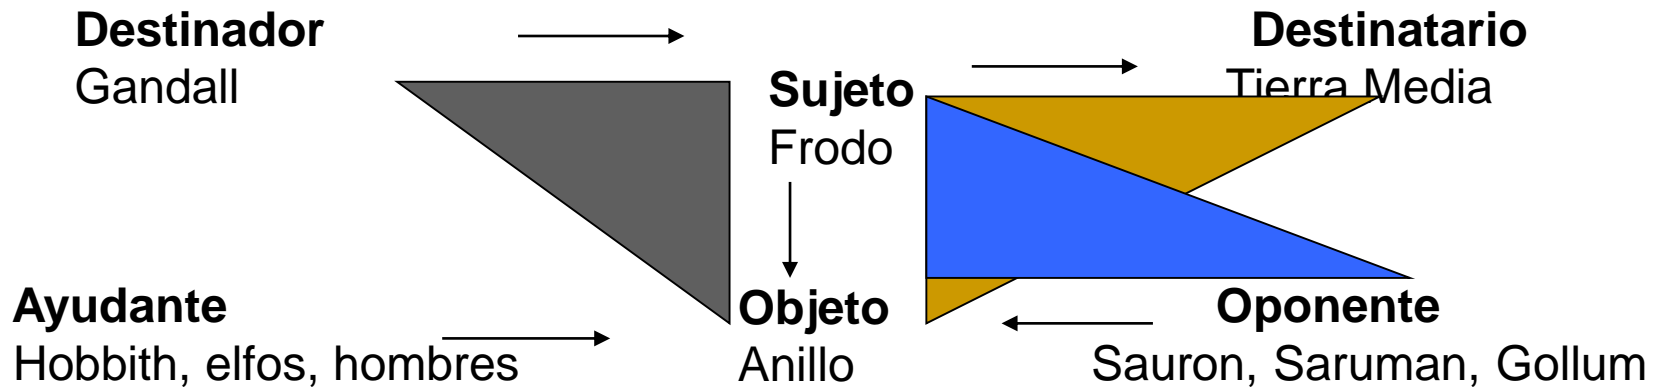 Destinador
Gandall
Sujeto
Frodo
Destinatario
Tierra Media
Ayudante
Hobbith, elfos, hombres
Objeto
Anillo
Oponente
Sauron, Saruman, Gollum